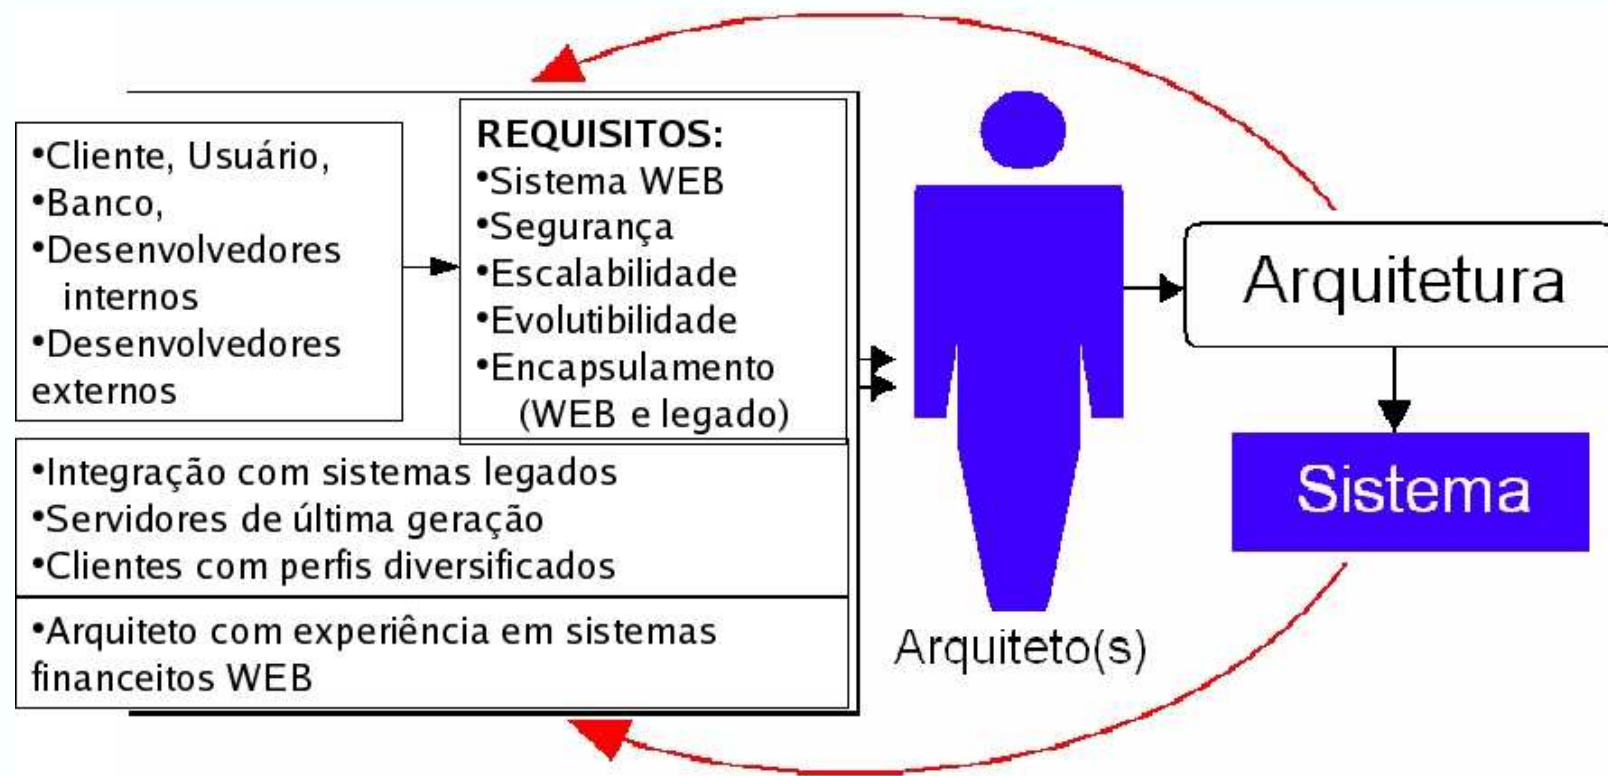 •Cliente, Usuário,
•Banco,
•Desenvolvedores
internos
•Desenvolvedores
externos
REQUISITOS:
•Sistema WEB
•Segurança
•Escalabilidade
•Evolutibilidade
•Encapsulamento
(WEB e legado)
•Integração com sistemas legados
•Servidores de última geração
•Clientes com perfis diversificados
•Arquiteto com experiência em sistemas
financeitos WEB
Arquiteto(s)
Arquitetura
Sistema